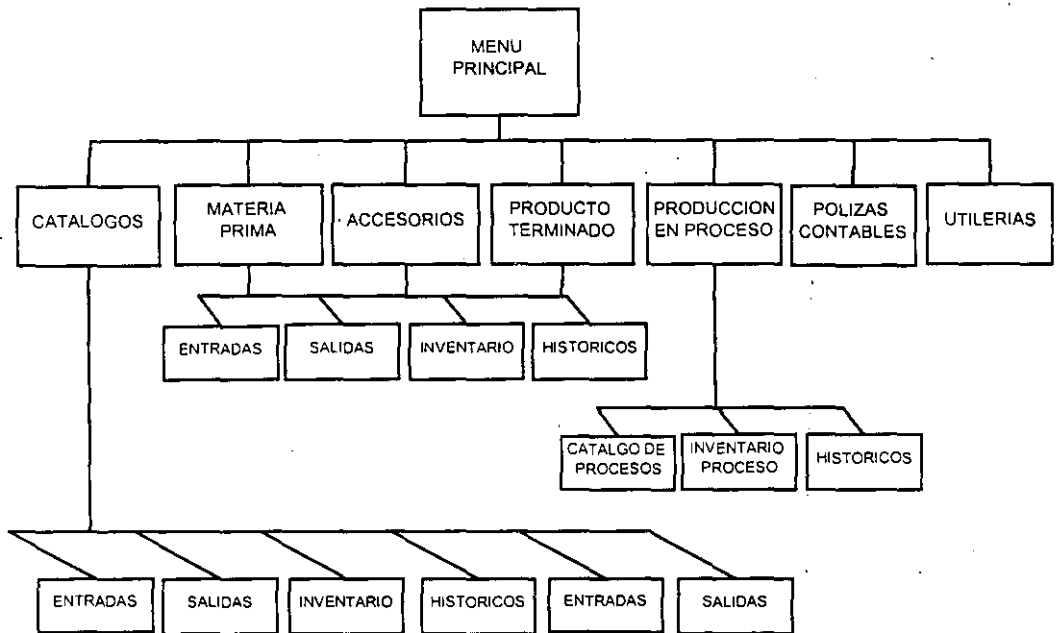 MENU
PRINCIPAL
CATALOGOS
MATERIA
PRIMA
ACCESORIOS
PRODUCTO
TERMINADO
PRODUCCION
EN PROCESO
POLIZAS
CONTABLES
UTILERIAS
ENTRADAS
SALIDAS
INVENTARIO
HISTORICOS
CATALGO DE
PROCESOS
INVENTARIO
PROCESO
HISTORICOS
ENTRADAS
SALIDAS
INVENTARIO
HISTORICOS
ENTRADAS
SALIDAS